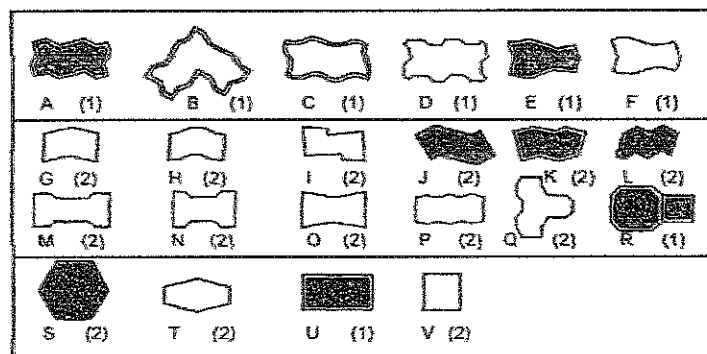 A (1) B (1) C (1) D (1) E (1) F (1)
G (2) H (2) I (2) J (2) K (2) L (2)
M (2) N (2) O (2) P (2) Q (2) R (1)
S (2) T (2) U (1) V (2)